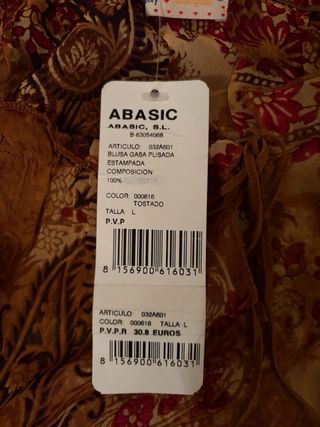 ABASIC
ABASIC, S.L.
B-63054068
ARTICULO: 032A601
BLUSA GASA PLISADA
ESTAMPADA
COMPOSICION
100%
COLOR: 000616
TOSTADO
TALLA: L
P.V.P
8 156900 616031
ARTICULO: 032A601
COLOR: 000616 TALLA: L
P.V.P.R 30.6 EUROS
8 156900 616031